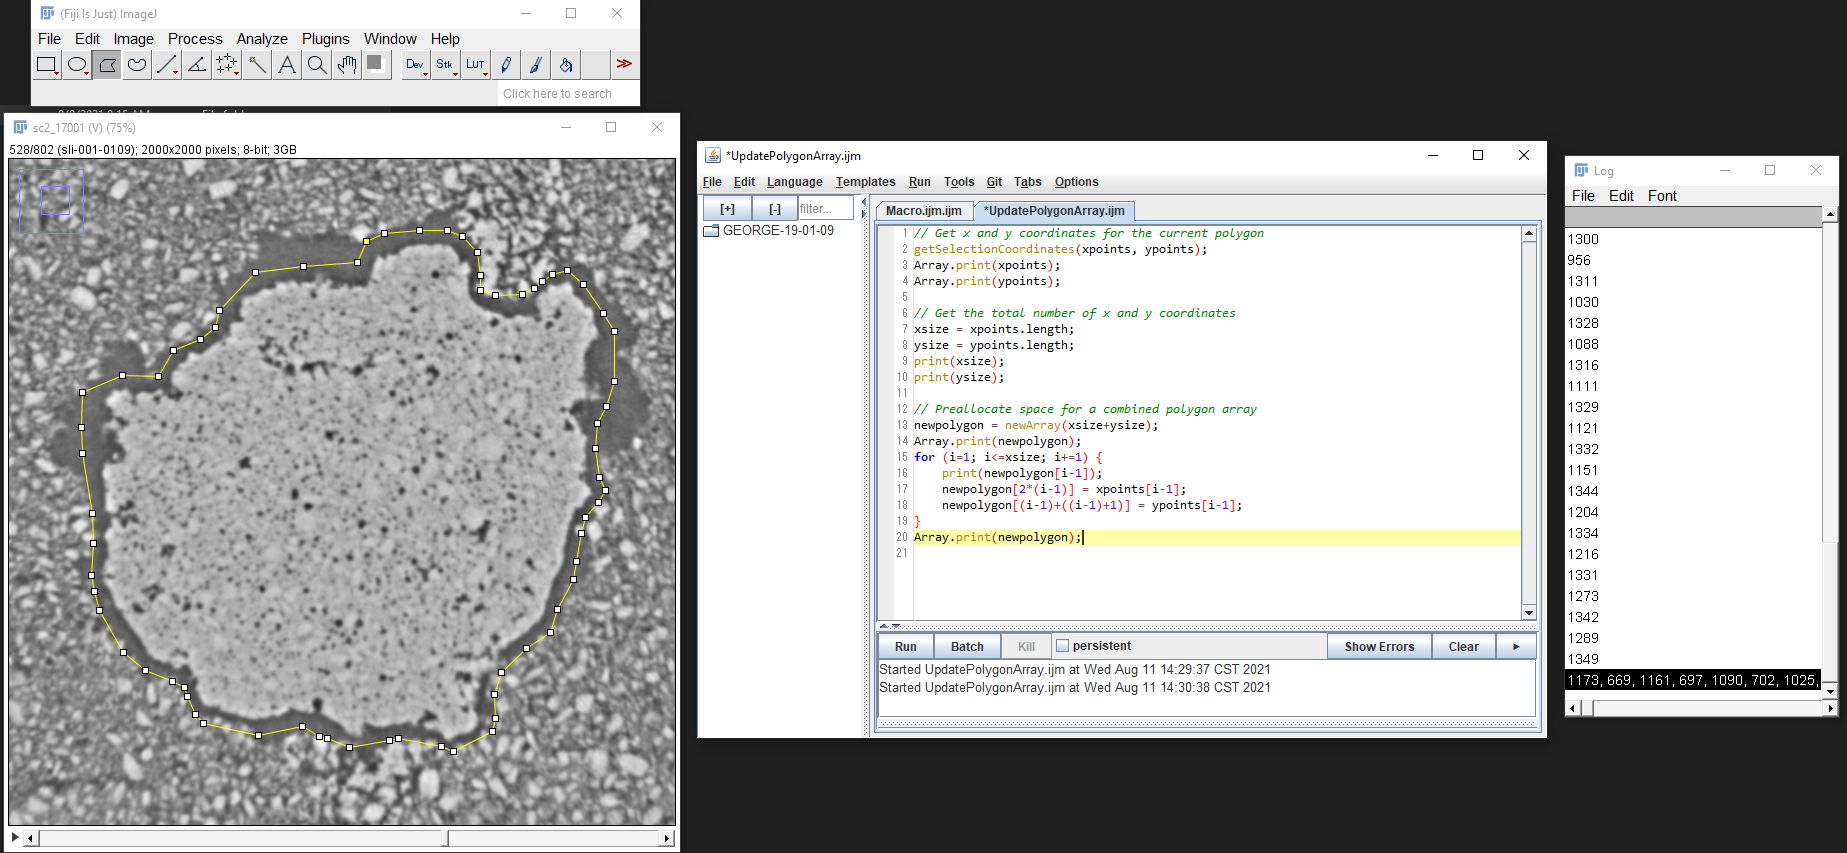 (Fiji Is Just) ImageJ
File Edit Image Process Analyze Plugins Window Help
Dev Stk LUT
Click here to search
sc2_17001 (V) (75%)
528/802 (sli-001-0109); 2000x2000 pixels; 8-bit; 3GB
*UpdatePolygonArray.ijm
File Edit Language Templates Run Tools Git Tabs Options
[+] [-] filter...
GEORGE-19-01-09
Macro.ijm.ijm *UpdatePolygonArray.ijm
1 // Get x and y coordinates for the current polygon
2 getSelectionCoordinates(xpoints, ypoints);
3 Array.print(xpoints);
4 Array.print(ypoints);
5
6 // Get the total number of x and y coordinates
7 xsize = xpoints.length;
8 ysize = ypoints.length;
9 print(xsize);
10 print(ysize);
11
12 // Preallocate space for a combined polygon array
13 newpolygon = newArray(xsize+ysize);
14 Array.print(newpolygon);
15 for (i=1; i<=xsize; i+=1) {
16 print(newpolygon[i-1]);
17 newpolygon[2*(i-1)] = xpoints[i-1];
18 newpolygon[(i-1)+((i-1)+1)] = ypoints[i-1];
19 }
20 Array.print(newpolygon);
21
Run Batch Kill persistent Show Errors Clear
Started UpdatePolygonArray.ijm at Wed Aug 11 14:29:37 CST 2021
Started UpdatePolygonArray.ijm at Wed Aug 11 14:30:38 CST 2021
Log
File Edit Font
1300
956
1311
1030
1328
1088
1316
1111
1329
1121
1332
1151
1344
1204
1334
1216
1331
1273
1342
1289
1349
1173, 669, 1161, 697, 1090, 702, 1025,